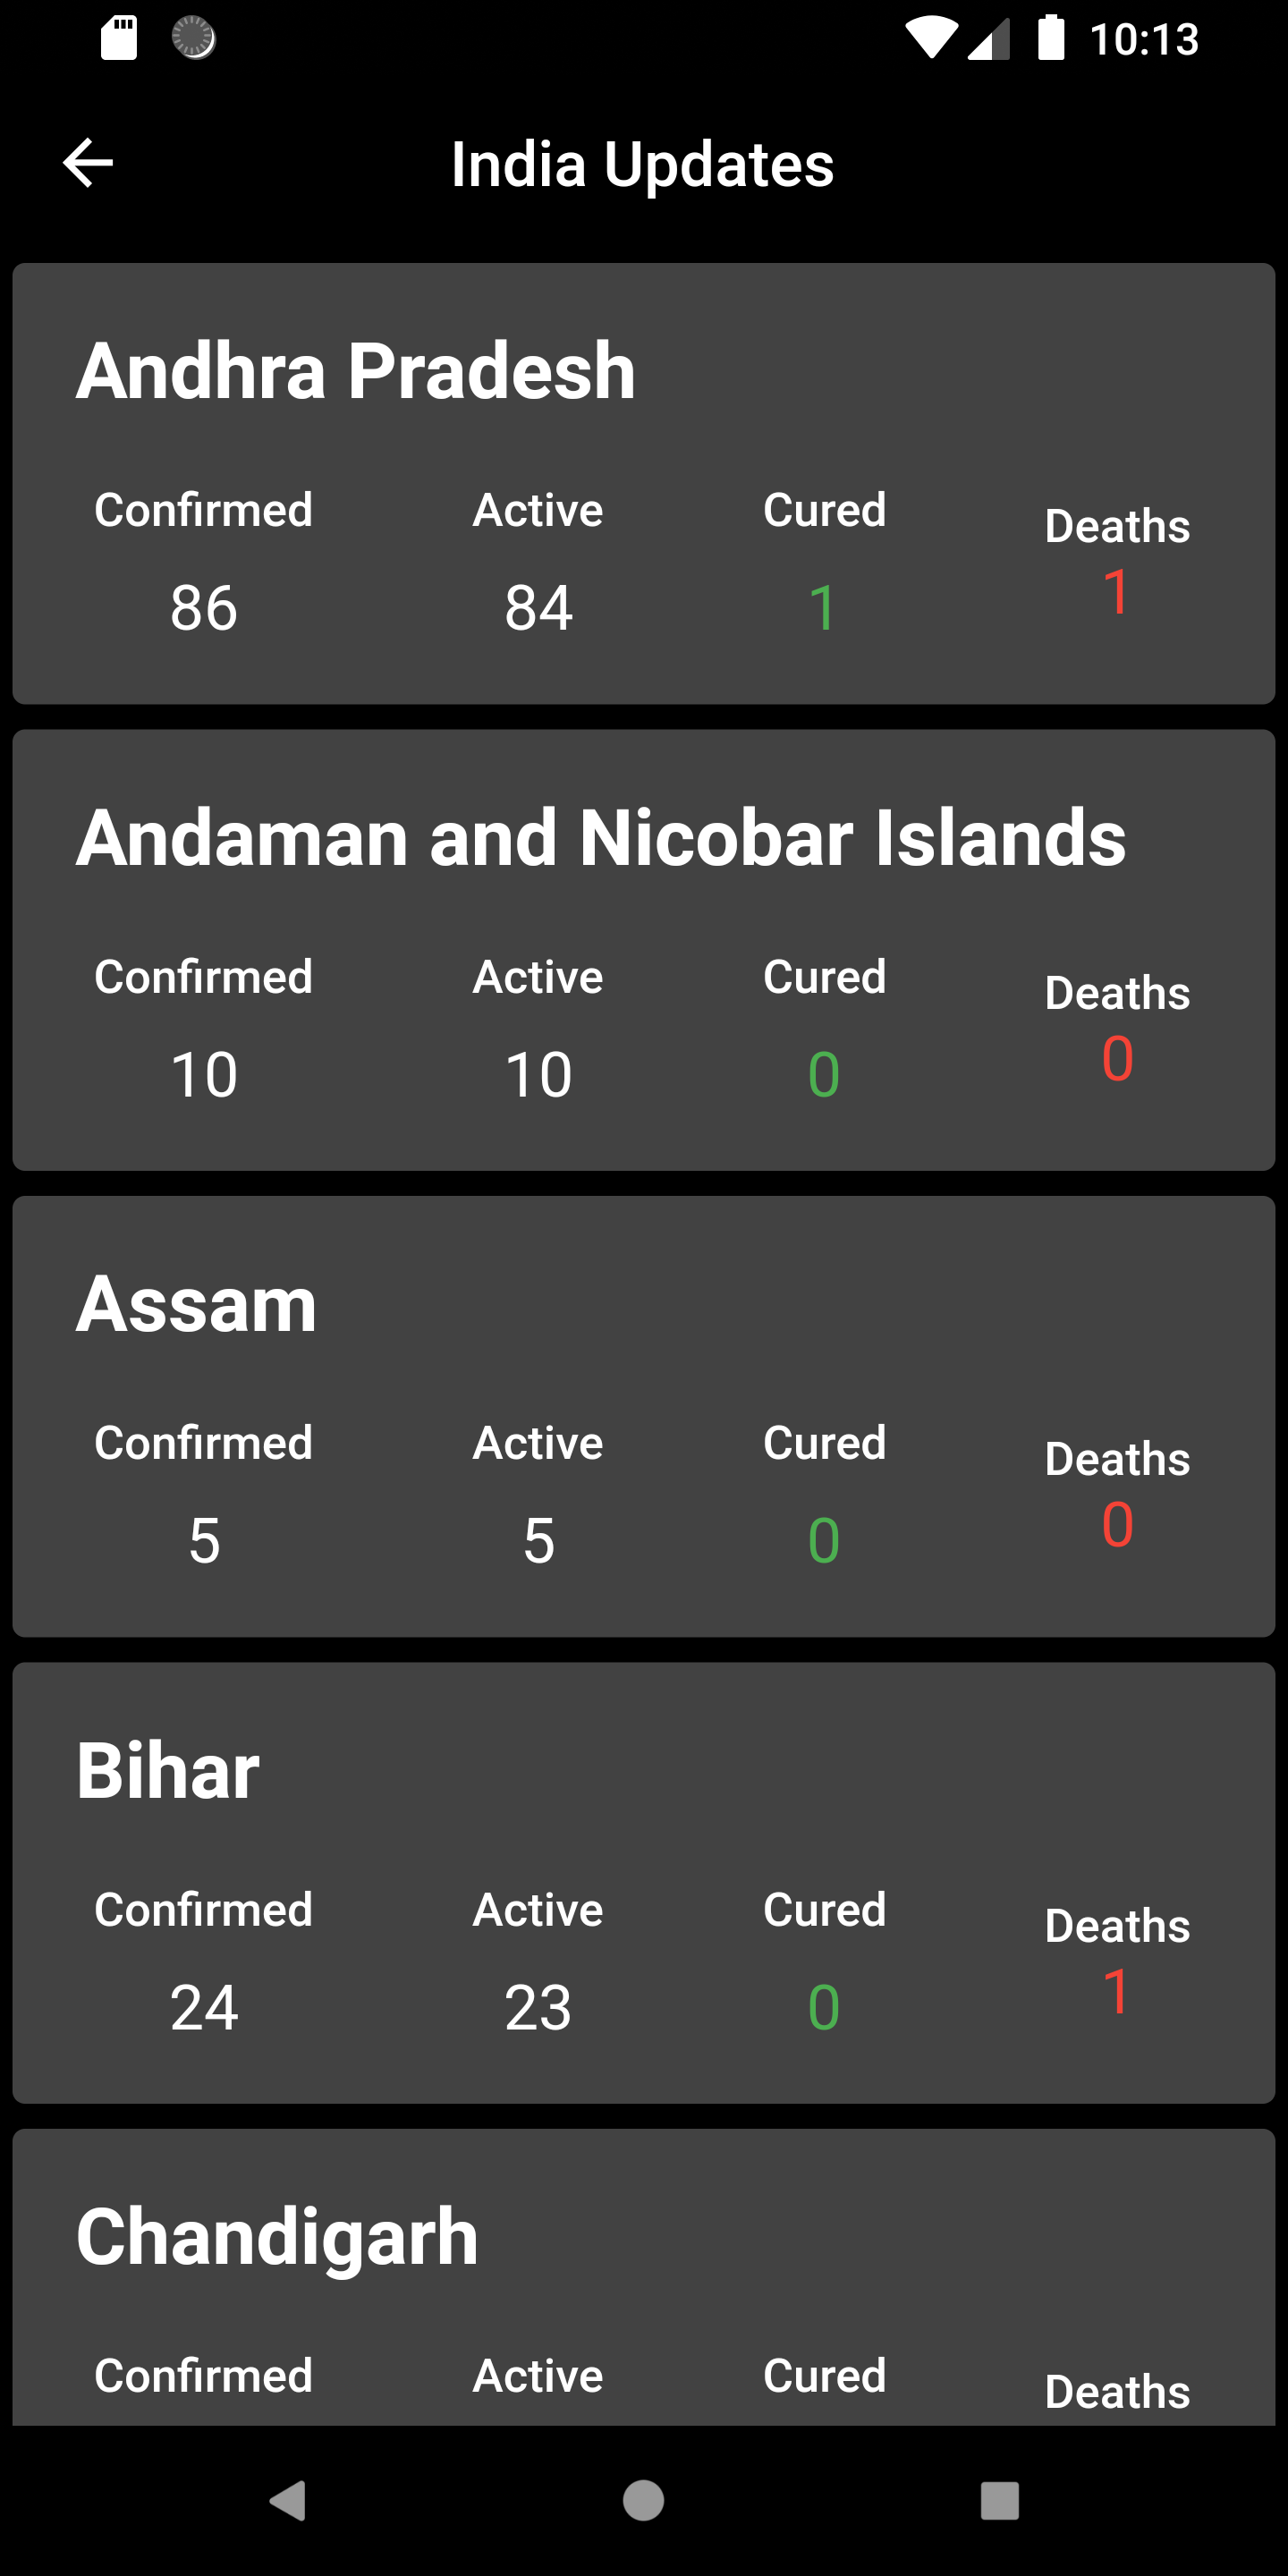 10:13
India Updates
Andhra Pradesh
Confirmed Active Cured Deaths
86 84 1 1
Andaman and Nicobar Islands
Confirmed Active Cured Deaths
10 10 0 0
Assam
Confirmed Active Cured Deaths
5 5 0 0
Bihar
Confirmed Active Cured Deaths
24 23 0 1
Chandigarh
Confirmed Active Cured Deaths